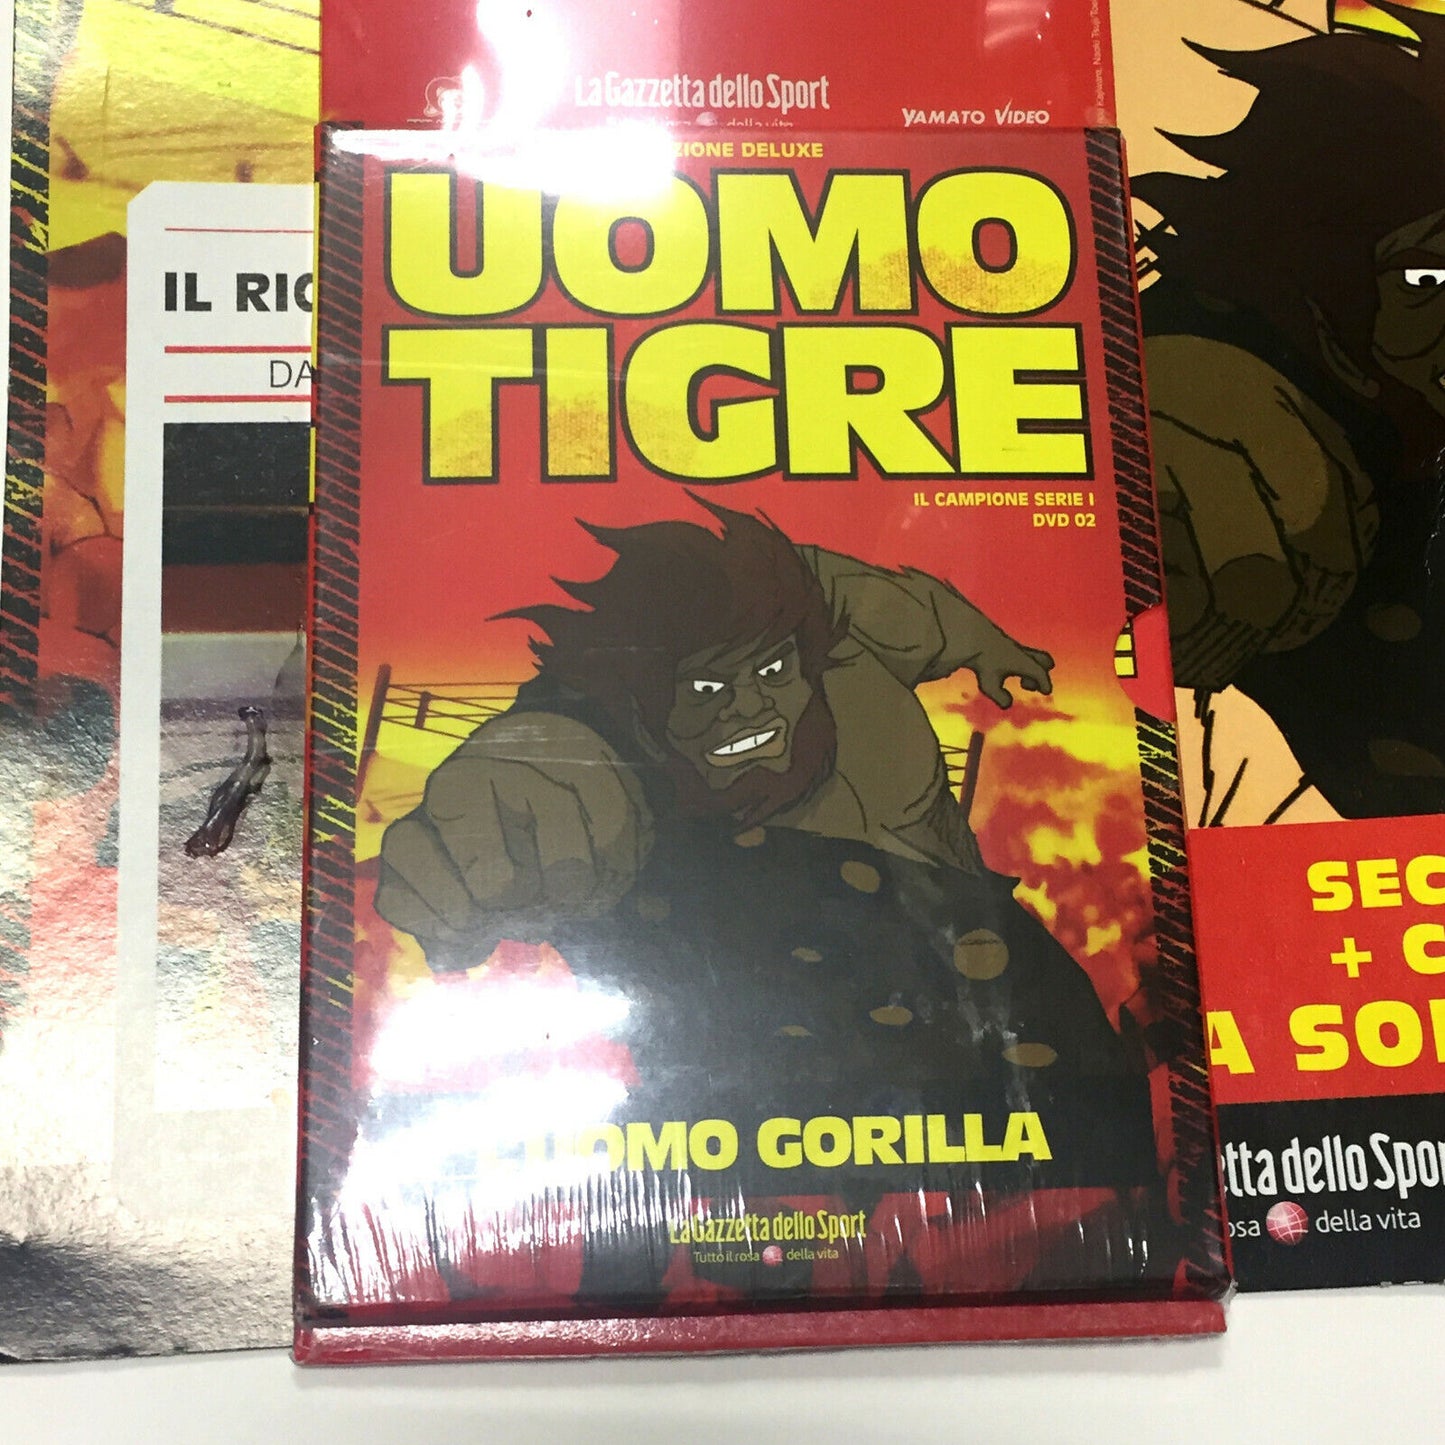 La Gazzetta dello Sport
YAMATO VIDEO
ZIONE DELUXE
UOMO
TIGRE
IL CAMPIONE SERIE I
DVD 02
L'UOMO GORILLA
La Gazzetta dello Sport
Tutto il rosa della vita
IL RIC
DA
SEC
+ C
A SOL
etta dello Spor
osa della vita